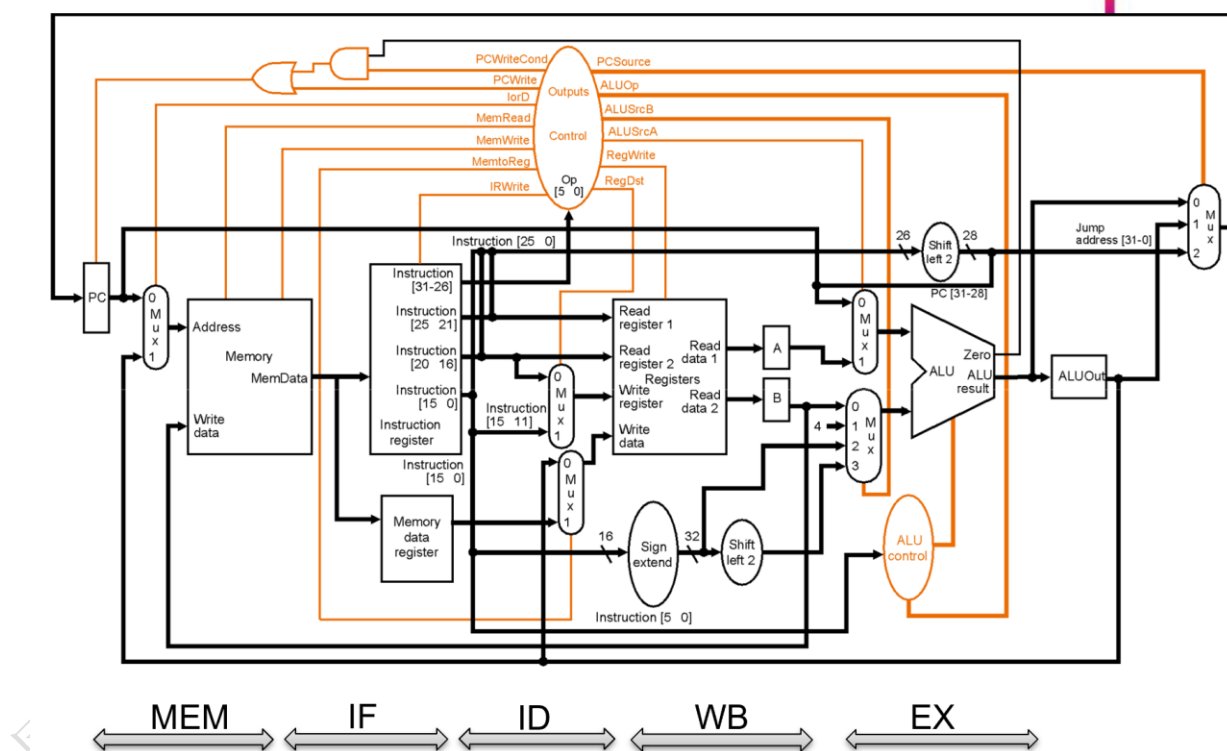 PCWriteCond
PCWrite
IorD
MemRead
MemWrite
MemtoReg
IRWrite
Outputs
Control
Op
[5 0]
PCSource
ALUOp
ALUSrcB
ALUSrcA
RegWrite
RegDst
PC
0
M
u
x
1
Address
Memory
MemData
Write
data
Instruction [25 0]
Instruction
[31-26]
Instruction
[25 21]
Instruction
[20 16]
Instruction
[15 0]
Instruction
register
Instruction
[15 0]
Memory
data
register
Instruction
[15 11]
0
M
u
x
1
0
M
u
x
1
Read
register 1
Read
register 2
Registers
Write
register
Write
data
Read
data 1
Read
data 2
A
B
16
Sign
extend
32
Shift
left 2
Instruction [5 0]
26
Shift
left 2
28
PC [31-28]
Jump
address [31-0]
0
M
u
x
1
4
0
1
2
3
M
u
x
Zero
ALU
ALU
result
ALU
control
ALUOut
0
1
2
M
u
x
MEM
IF
ID
WB
EX